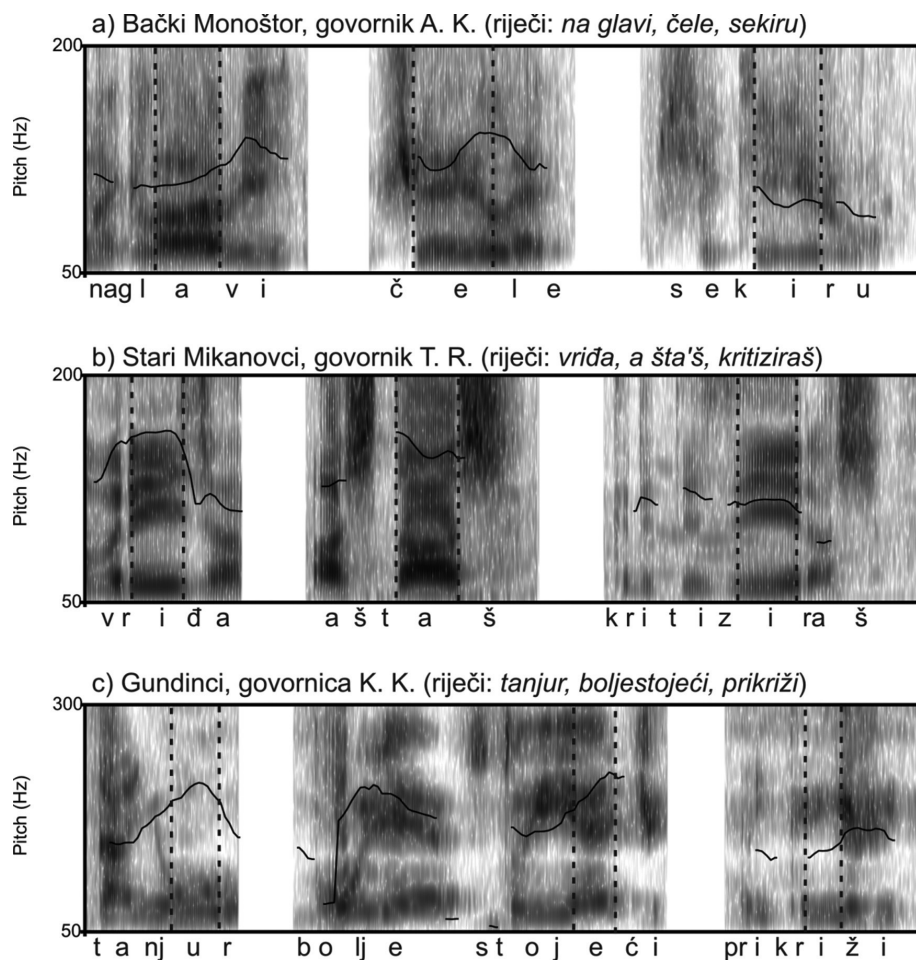 a) Bački Monoštor, govornik A. K. (riječi: na glavi, čele, sekiru)
200
Pitch (Hz)
50
nag l a v i č e l e s e k i r u
b) Stari Mikanovci, govornik T. R. (riječi: vriđa, a šta'š, kritiziraš)
200
Pitch (Hz)
50
v r i đ a a š t a š k r i t i z i ra š
c) Gundinci, govornica K. K. (riječi: tanjur, boljestojeći, prikriži)
300
Pitch (Hz)
50
t a nj u r b o lj e s t o j e ć i pr i k r i ž i